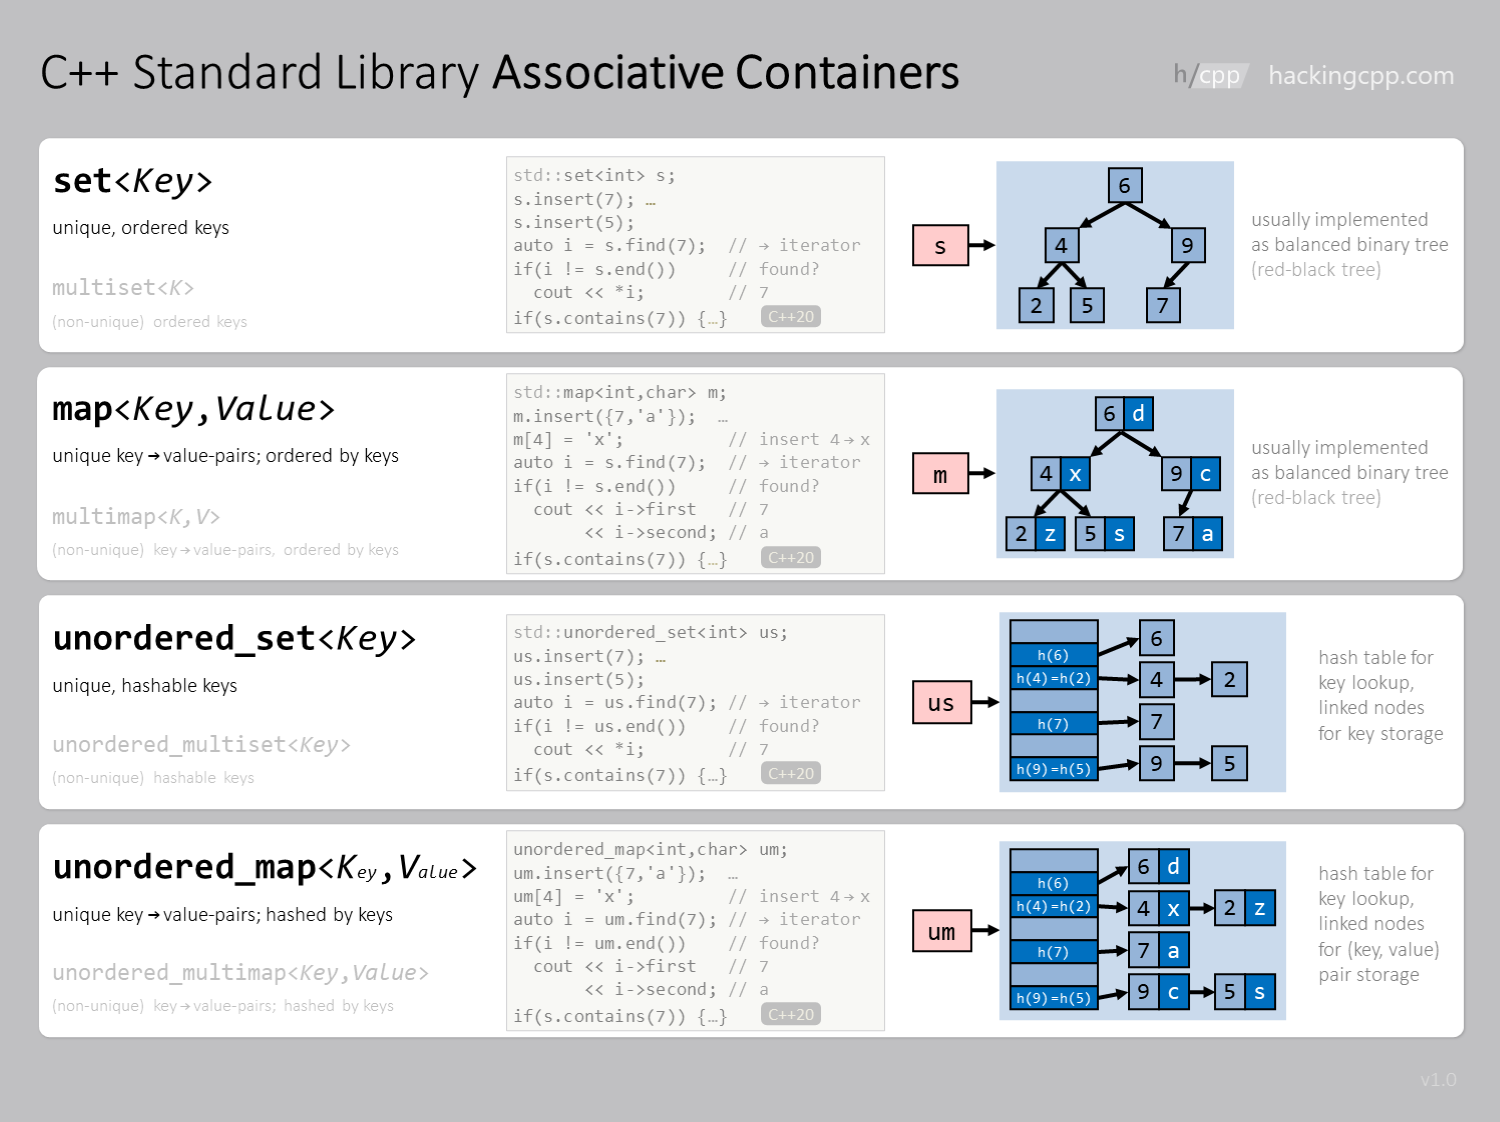 C++ Standard Library Associative Containers
h/cpp hackingcpp.com
set<Key>
unique, ordered keys
multiset<K>
(non-unique) ordered keys
std::set<int> s;
s.insert(7); …
s.insert(5);
auto i = s.find(7); // → iterator
if(i != s.end()) // found?
cout << *i; // 7
if(s.contains(7)) {…} C++20
s
6
4 9
2 5 7
usually implemented
as balanced binary tree
(red-black tree)
map<Key,Value>
unique key → value-pairs; ordered by keys
multimap<K,V>
(non-unique) key → value-pairs, ordered by keys
std::map<int,char> m;
m.insert({7,'a'}); …
m[4] = 'x'; // insert 4 → x
auto i = s.find(7); // → iterator
if(i != s.end()) // found?
cout << i->first // 7
<< i->second; // a
if(s.contains(7)) {…} C++20
m
6 d
4 x 9 c
2 z 5 s 7 a
usually implemented
as balanced binary tree
(red-black tree)
unordered_set<Key>
unique, hashable keys
unordered_multiset<Key>
(non-unique) hashable keys
std::unordered_set<int> us;
us.insert(7); …
us.insert(5);
auto i = us.find(7); // → iterator
if(i != us.end()) // found?
cout << *i; // 7
if(s.contains(7)) {…} C++20
us
h(6) 6
h(4)=h(2) 4 2
h(7) 7
h(9)=h(5) 9 5
hash table for
key lookup,
linked nodes
for key storage
unordered_map<Key,Value>
unique key → value-pairs; hashed by keys
unordered_multimap<Key,Value>
(non-unique) key → value-pairs; hashed by keys
unordered_map<int,char> um;
um.insert({7,'a'}); …
um[4] = 'x'; // insert 4 → x
auto i = um.find(7); // → iterator
if(i != um.end()) // found?
cout << i->first // 7
<< i->second; // a
if(s.contains(7)) {…} C++20
um
h(6) 6 d
h(4)=h(2) 4 x 2 z
h(7) 7 a
h(9)=h(5) 9 c 5 s
hash table for
key lookup,
linked nodes
for (key, value)
pair storage
v1.0